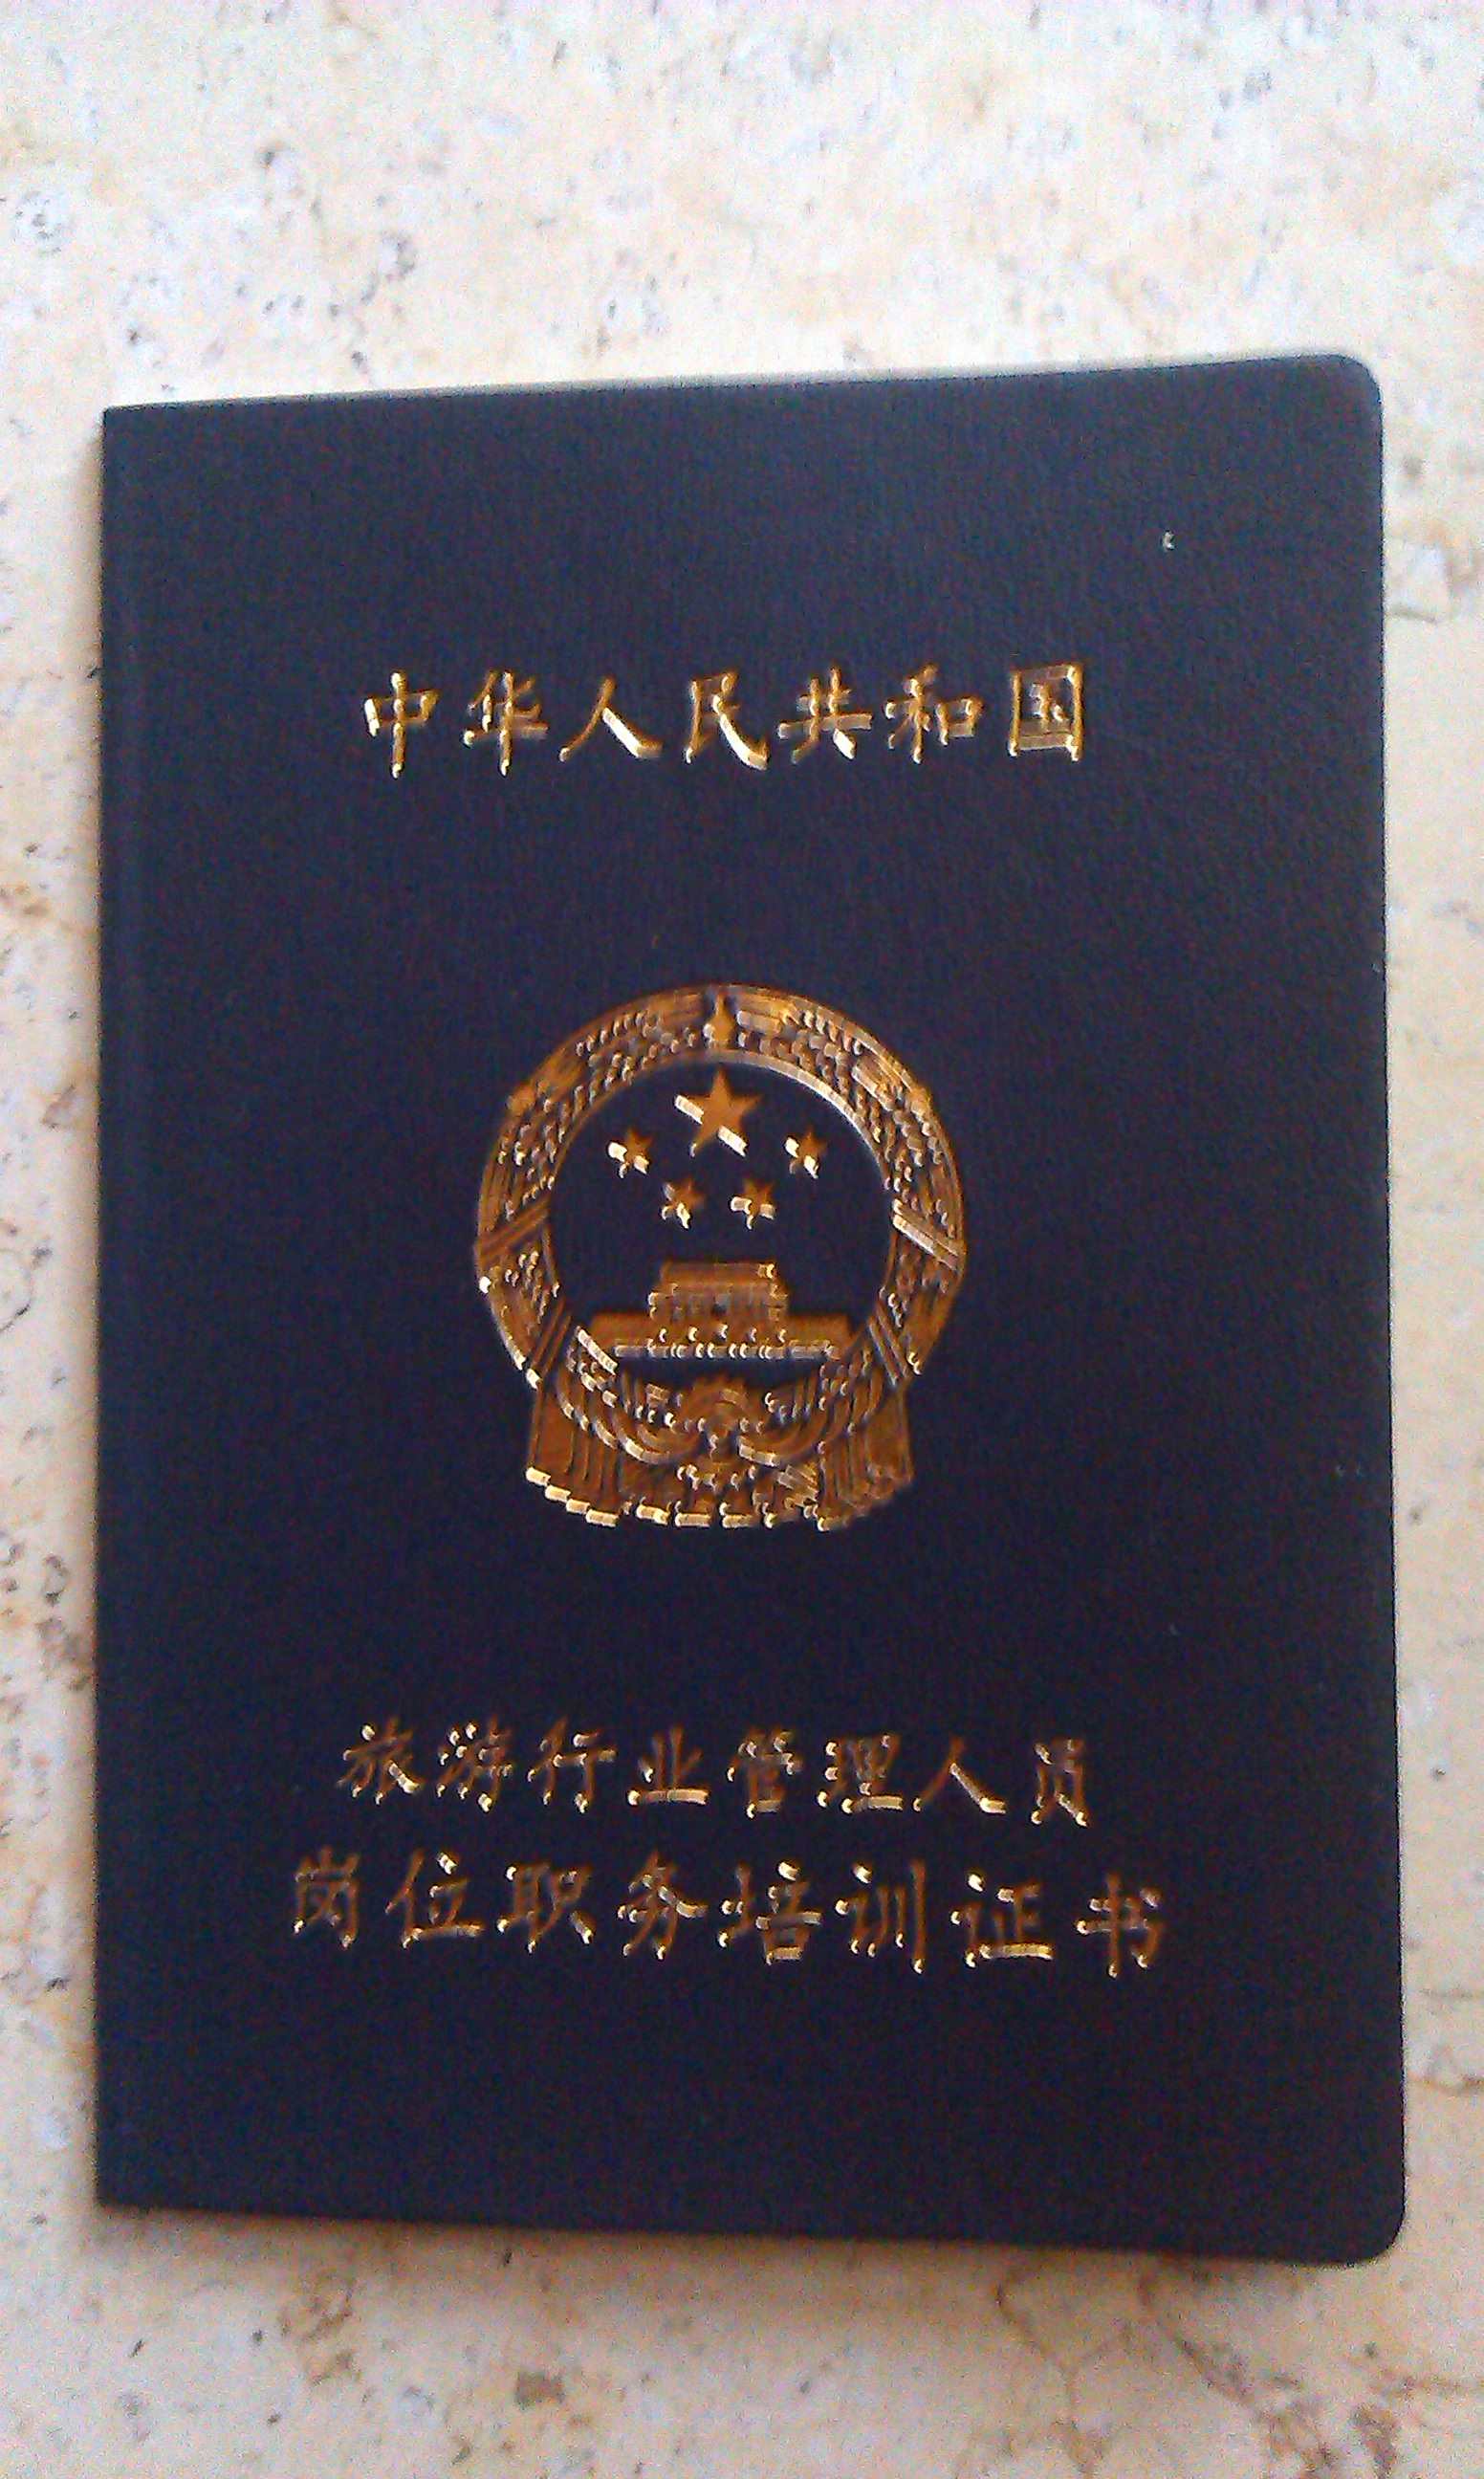 中华人民共和国
旅游行业管理人员
岗位职务培训证书